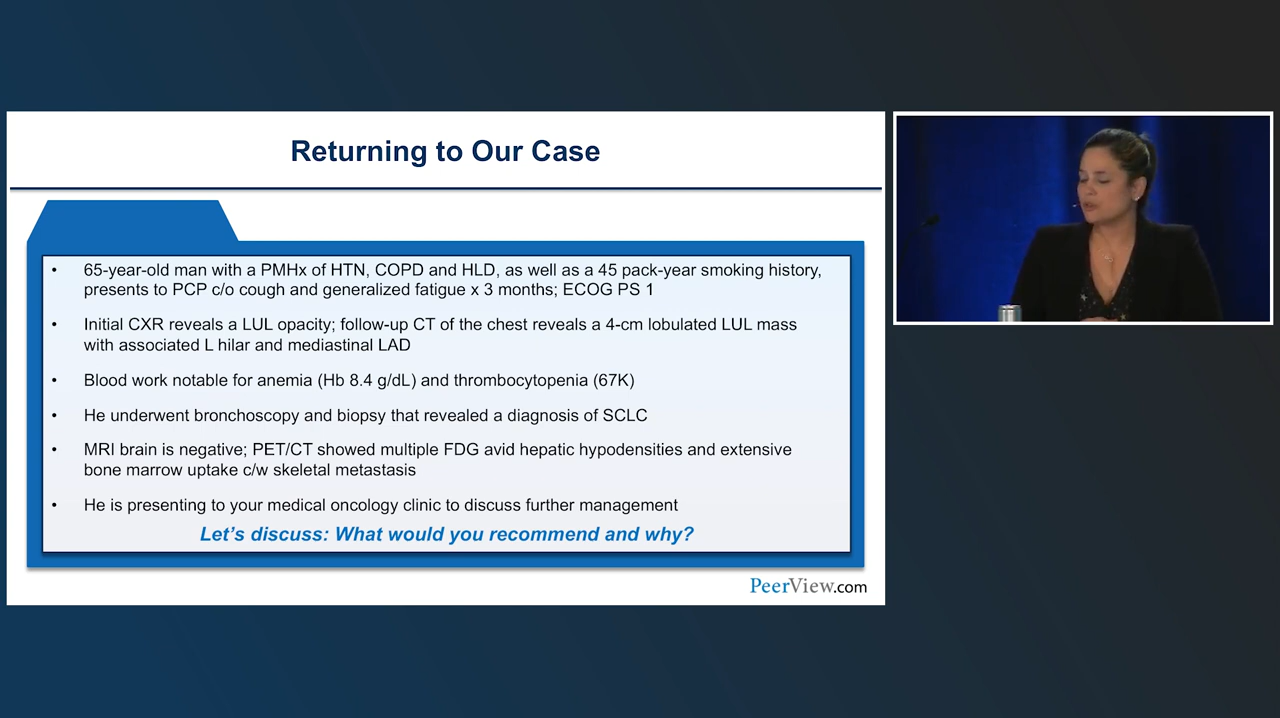 Returning to Our Case
• 65-year-old man with a PMHx of HTN, COPD and HLD, as well as a 45 pack-year smoking history,
presents to PCP c/o cough and generalized fatigue x 3 months; ECOG PS 1
• Initial CXR reveals a LUL opacity; follow-up CT of the chest reveals a 4-cm lobulated LUL mass
with associated L hilar and mediastinal LAD
• Blood work notable for anemia (Hb 8.4 g/dL) and thrombocytopenia (67K)
• He underwent bronchoscopy and biopsy that revealed a diagnosis of SCLC
• MRI brain is negative; PET/CT showed multiple FDG avid hepatic hypodensities and extensive
bone marrow uptake c/w skeletal metastasis
• He is presenting to your medical oncology clinic to discuss further management
Let's discuss: What would you recommend and why?
PeerView.com